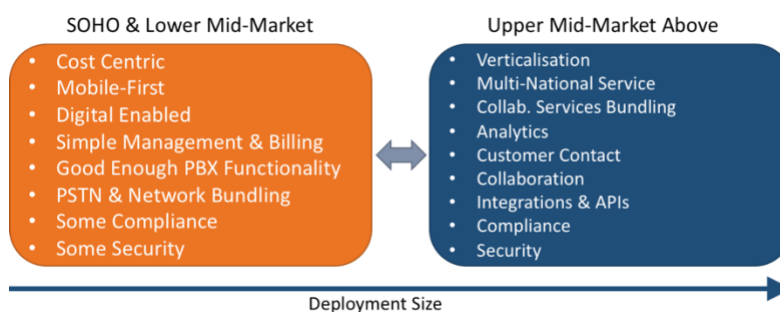 SOHO & Lower Mid-Market
• Cost Centric
• Mobile-First
• Digital Enabled
• Simple Management & Billing
• Good Enough PBX Functionality
• PSTN & Network Bundling
• Some Compliance
• Some Security
Upper Mid-Market Above
• Verticalisation
• Multi-National Service
• Collab. Services Bundling
• Analytics
• Customer Contact
• Collaboration
• Integrations & APIs
• Compliance
• Security
Deployment Size